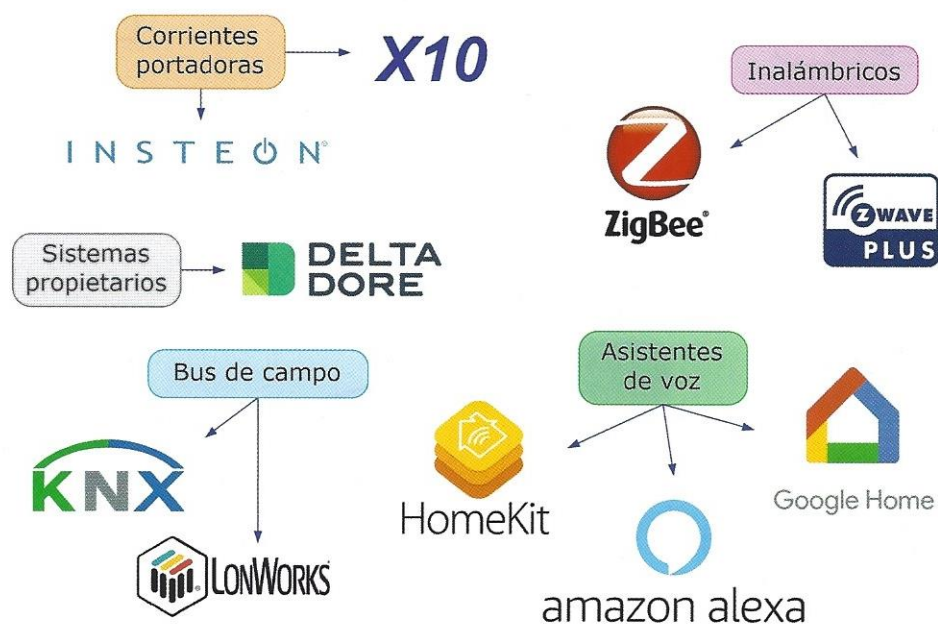 Corrientes
portadoras
X10
INSTEON®
Inalámbricos
ZigBee®
Z WAVE
PLUS
Sistemas
propietarios
DELTA
DORE
Bus de campo
KNX
LONWORKS®
Asistentes
de voz
HomeKit
amazon alexa
Google Home